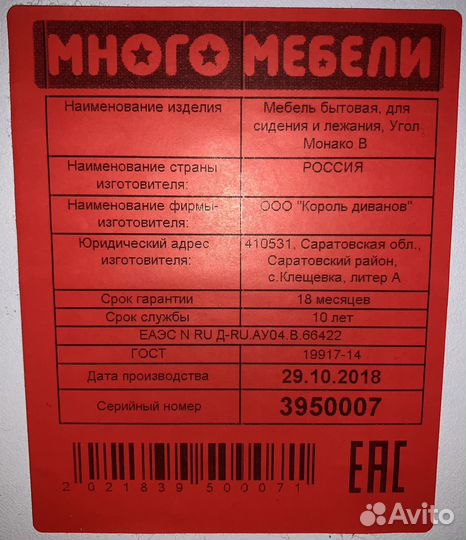 МНОГО МЕБЕЛИ
Наименование изделия
Мебель бытовая, для
сидения и лежания, Угол
Монако В
Наименование страны
изготовителя:
РОССИЯ
Наименование фирмы-
изготовителя:
ООО "Король диванов"
Юридический адрес
изготовителя:
410531, Саратовская обл.,
Саратовский район,
с.Клещевка, литер А
Срок гарантии
18 месяцев
Срок службы
10 лет
ЕАЭС N RU Д-RU.АУ04.В.66422
ГОСТ
19917-14
Дата производства
29.10.2018
Серийный номер
3950007
2021839500071
EAC
Avito